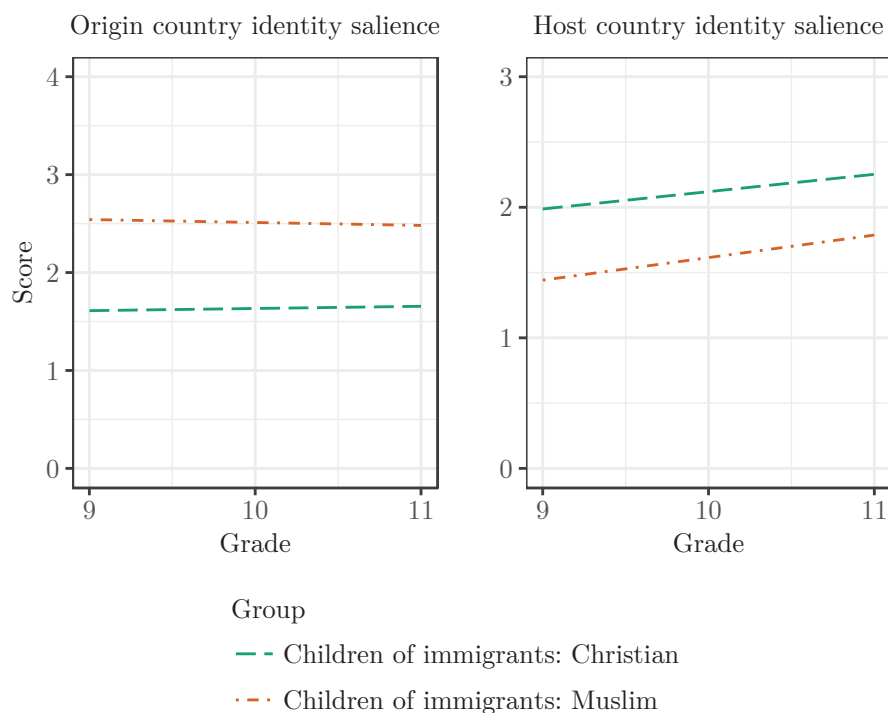 Origin country identity salience
Host country identity salience
Score
4
3
2
1
0
9
10
11
Grade
3
2
1
0
9
10
11
Grade
Group
Children of immigrants: Christian
Children of immigrants: Muslim